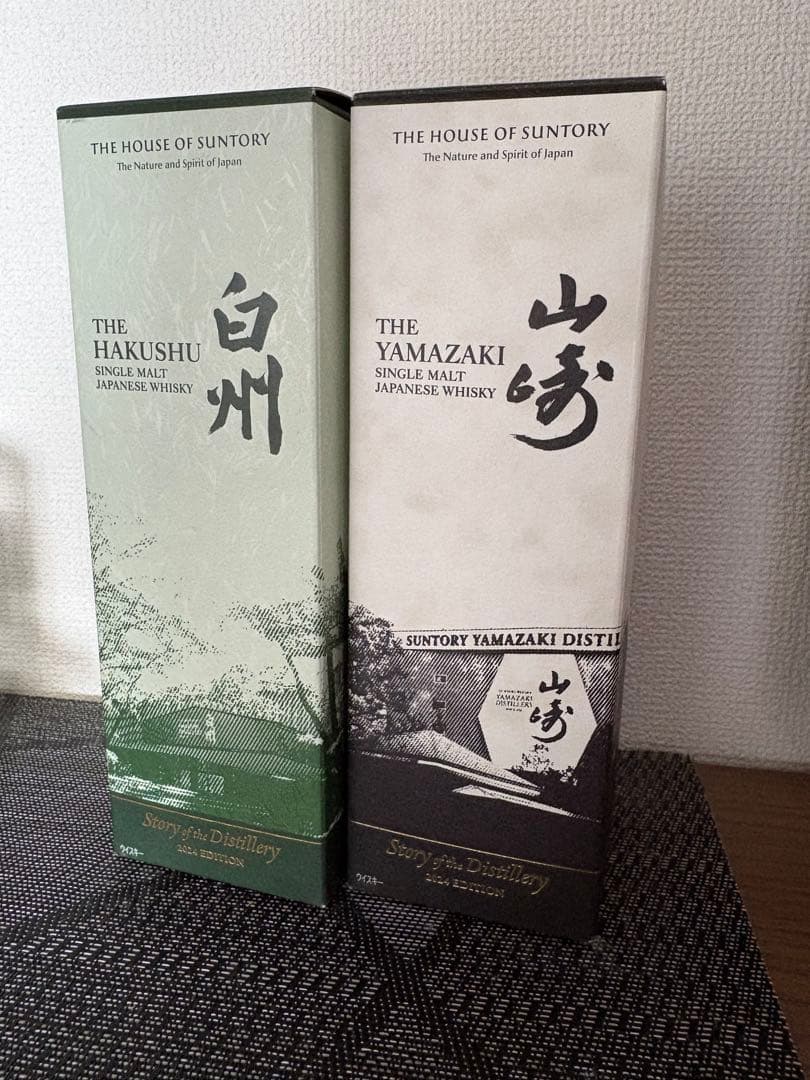 THE HOUSE OF SUNTORY
The Nature and Spirit of Japan
THE
HAKUSHU
SINGLE MALT
JAPANESE WHISKY
白州
Story of the Distillery
2024 EDITION
ウイスキー
THE HOUSE OF SUNTORY
The Nature and Spirit of Japan
THE
YAMAZAKI
SINGLE MALT
JAPANESE WHISKY
山崎
SUNTORY YAMAZAKI DISTIL
YAMAZAKI
DISTILLERY
山崎
Story of the Distillery
2024 EDITION
ウイスキー